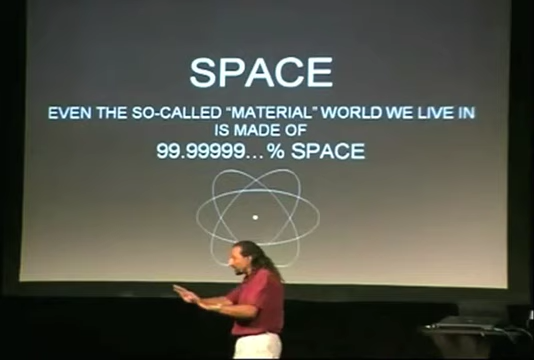 SPACE
EVEN THE SO-CALLED "MATERIAL" WORLD WE LIVE IN
IS MADE OF
99.99999...% SPACE